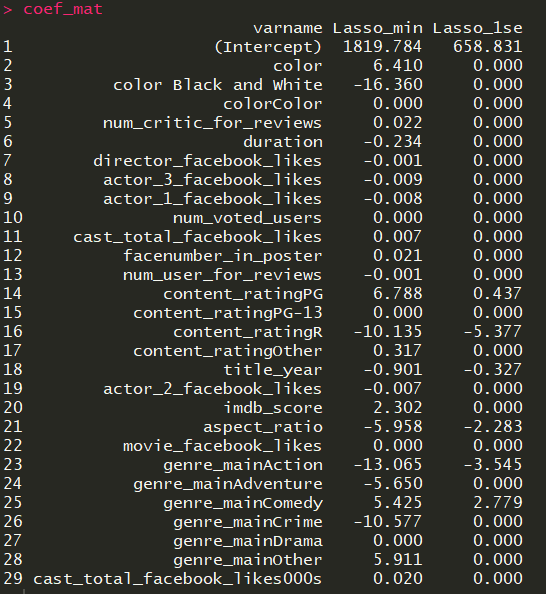 > coef_mat
varname Lasso_min Lasso_1se
1 (Intercept) 1819.784 658.831
2 color 6.410 0.000
3 color Black and White -16.360 0.000
4 colorColor 0.000 0.000
5 num_critic_for_reviews 0.022 0.000
6 duration -0.234 0.000
7 director_facebook_likes -0.001 0.000
8 actor_3_facebook_likes -0.009 0.000
9 actor_1_facebook_likes -0.008 0.000
10 num_voted_users 0.000 0.000
11 cast_total_facebook_likes 0.007 0.000
12 facenumber_in_poster 0.021 0.000
13 num_user_for_reviews -0.001 0.000
14 content_ratingPG 6.788 0.437
15 content_ratingPG-13 0.000 0.000
16 content_ratingR -10.135 -5.377
17 content_ratingOther 0.317 0.000
18 title_year -0.901 -0.327
19 actor_2_facebook_likes -0.007 0.000
20 imdb_score 2.302 0.000
21 aspect_ratio -5.958 -2.283
22 movie_facebook_likes 0.000 0.000
23 genre_mainAction -13.065 -3.545
24 genre_mainAdventure -5.650 0.000
25 genre_mainComedy 5.425 2.779
26 genre_mainCrime -10.577 0.000
27 genre_mainDrama 0.000 0.000
28 genre_mainOther 5.911 0.000
29 cast_total_facebook_likes000s 0.020 0.000